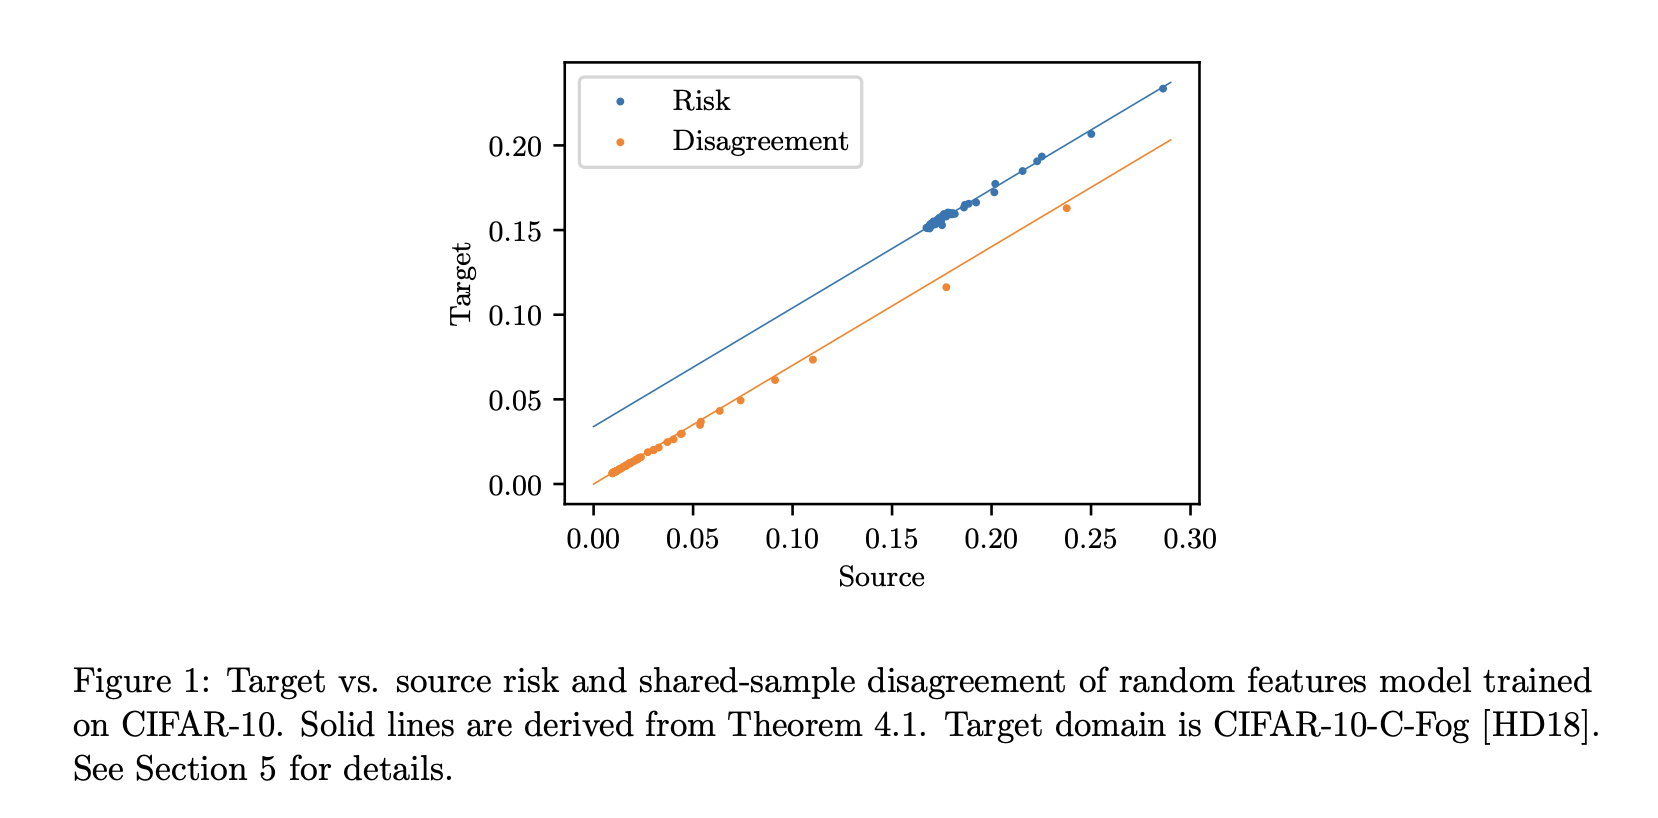 Risk
Disagreement
0.20
0.15
0.10
0.05
0.00
Target
0.00 0.05 0.10 0.15 0.20 0.25 0.30
Source
Figure 1: Target vs. source risk and shared-sample disagreement of random features model trained
on CIFAR-10. Solid lines are derived from Theorem 4.1. Target domain is CIFAR-10-C-Fog [HD18].
See Section 5 for details.